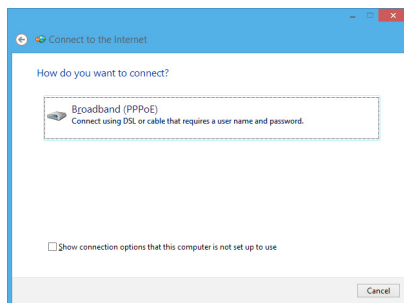 Connect to the Internet
How do you want to connect?
Broadband (PPPoE)
Connect using DSL or cable that requires a user name and password.
Show connection options that this computer is not set up to use
Cancel